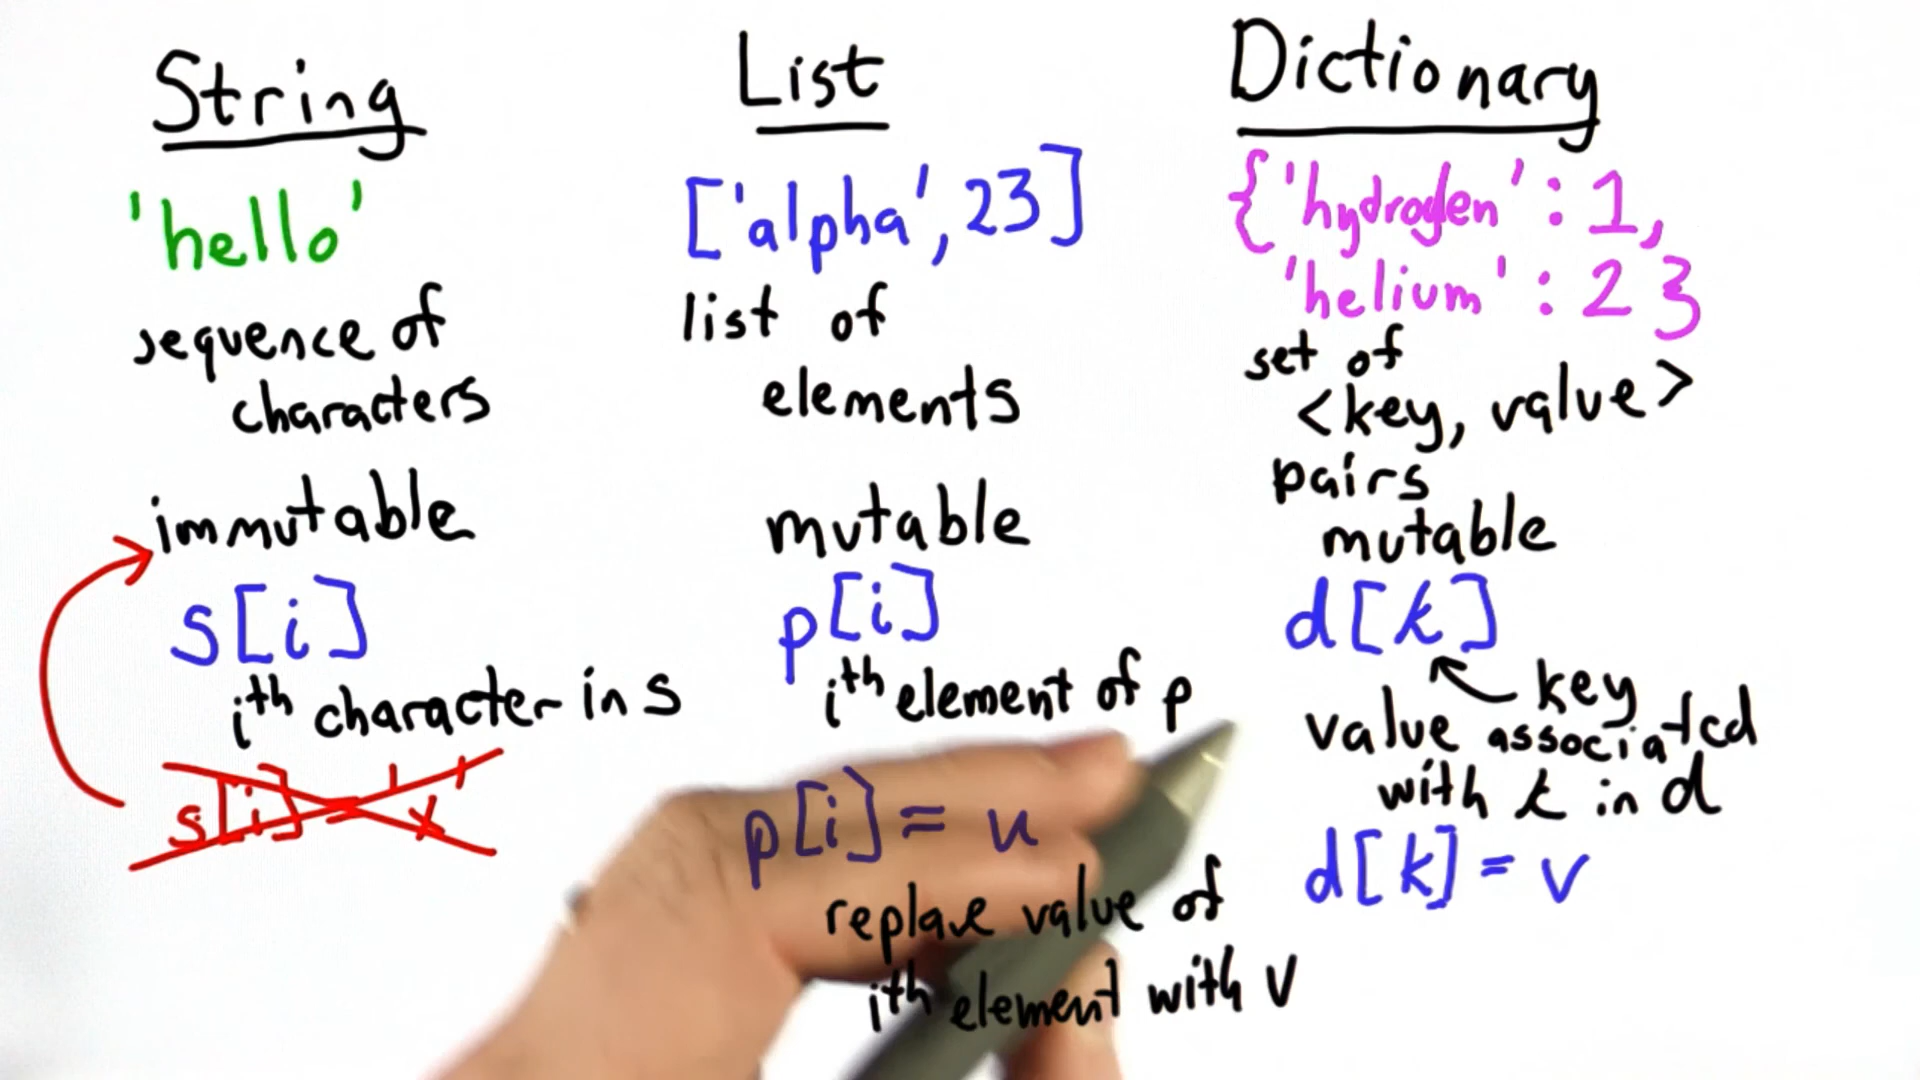 String
'hello'
sequence of
characters
immutable
s[i]
ith character in s
s[i] = 'x'
List
['alpha', 23]
list of
elements
mutable
p[i]
ith element of p
p[i] = u
replace value of
ith element with v
Dictionary
{'hydrogen' : 1,
'helium' : 2}
set of
<key, value>
pairs
mutable
d[k]
key
value associated
with k in d
d[k] = v